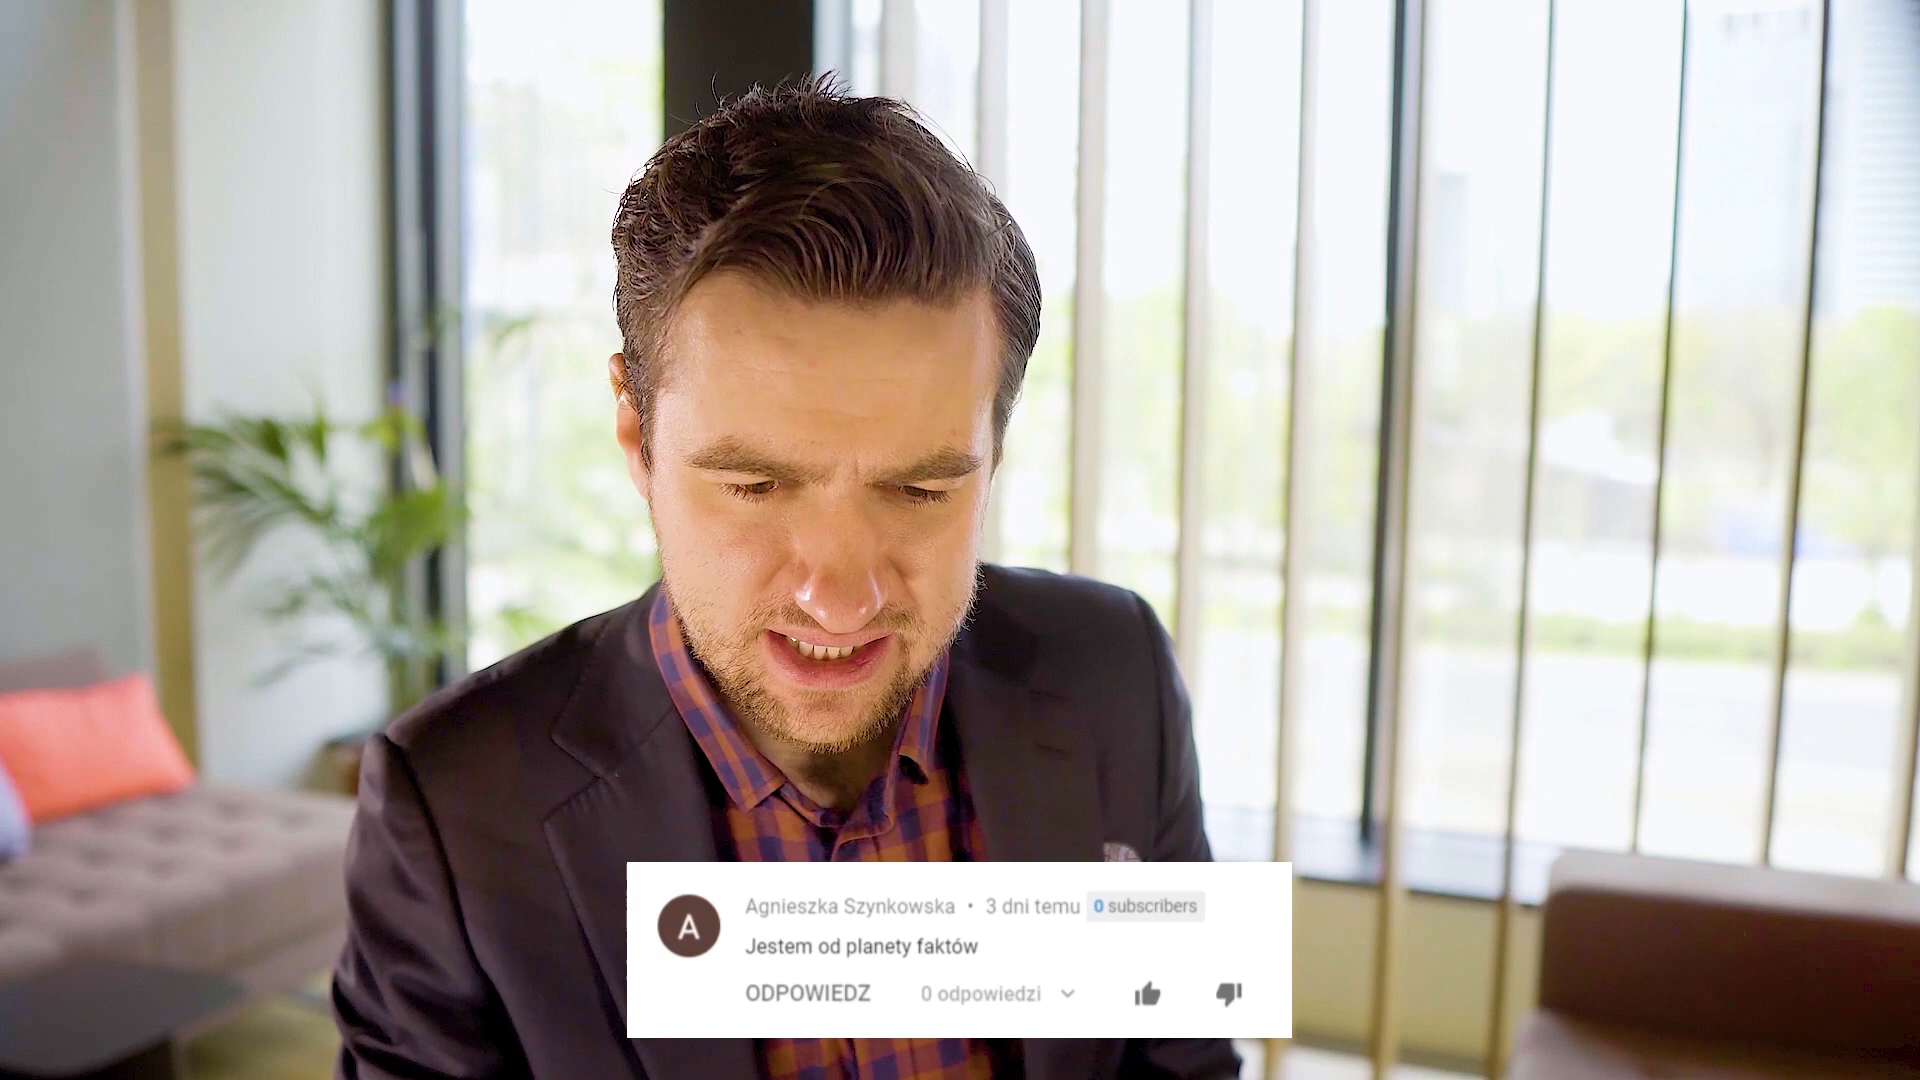 A
Agnieszka Szynkowska • 3 dni temu 0 subscribers
Jestem od planety faktów
ODPOWIEDZ 0 odpowiedzi